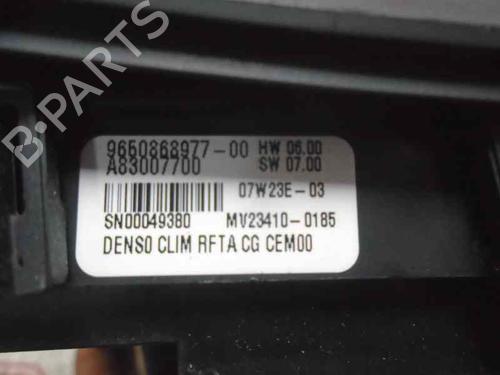 9650868977-00 HW 06.00
A83007700 SW 07.00
07W23E-03
SN00049380 MV23410-0185
DENSO CLIM RFTA CG CEM00
B-PARTS